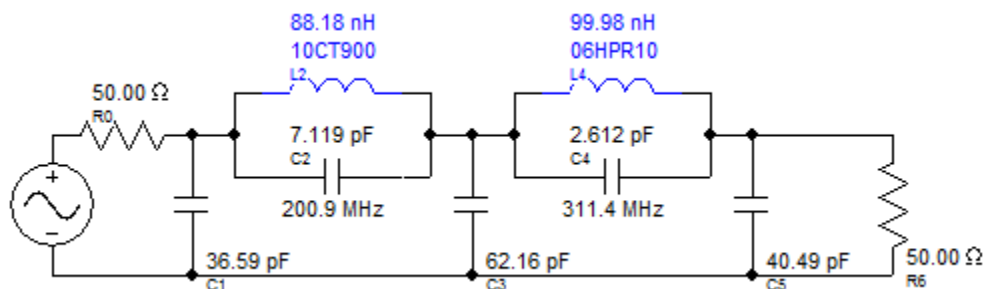 88.18 nH
10CT900
L2
99.98 nH
06HPR10
L4
50.00 Ω
R0
7.119 pF
C2
200.9 MHz
2.612 pF
C4
311.4 MHz
+
−
36.59 pF
C1
62.16 pF
C3
40.49 pF
C5
50.00 Ω
R6